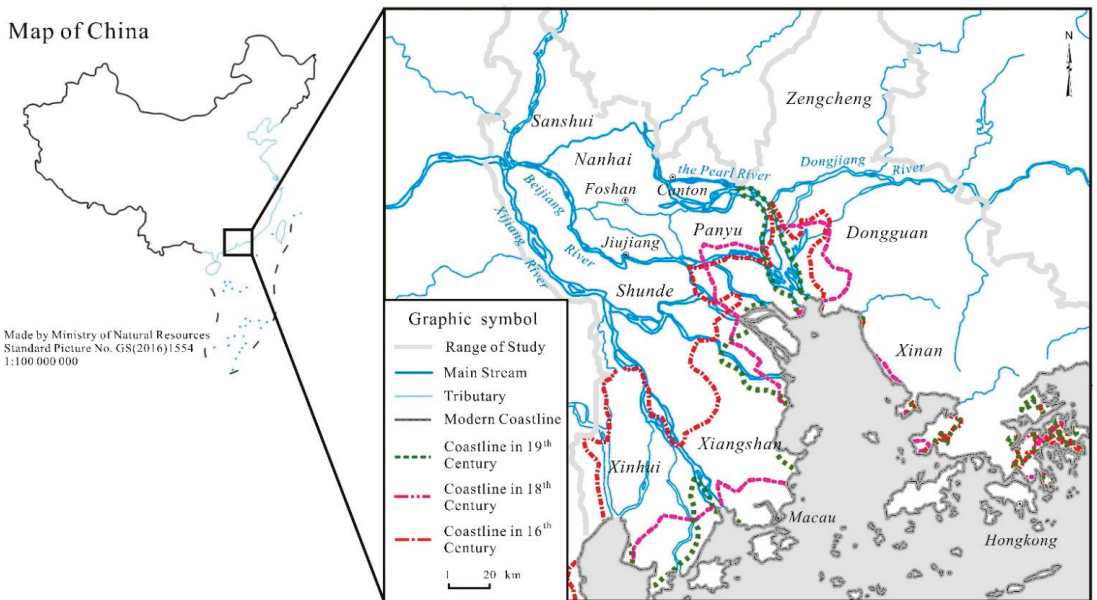 Map of China
Made by Ministry of Natural Resources
Standard Picture No. GS(2016)1554
1:100 000 000
N
Zengcheng
Sanshui
Nanhai
the Pearl River
Dongjiang
River
Foshan
Canton
Beijiang
River
Xijiang
River
Panyu
Dongguan
Jiujiang
Shunde
Xinan
Xiangshan
Xinhui
Macau
Hongkong
Graphic symbol
Range of Study
Main Stream
Tributary
Modern Coastline
Coastline in 19th
Century
Coastline in 18th
Century
Coastline in 16th
Century
1 20 km